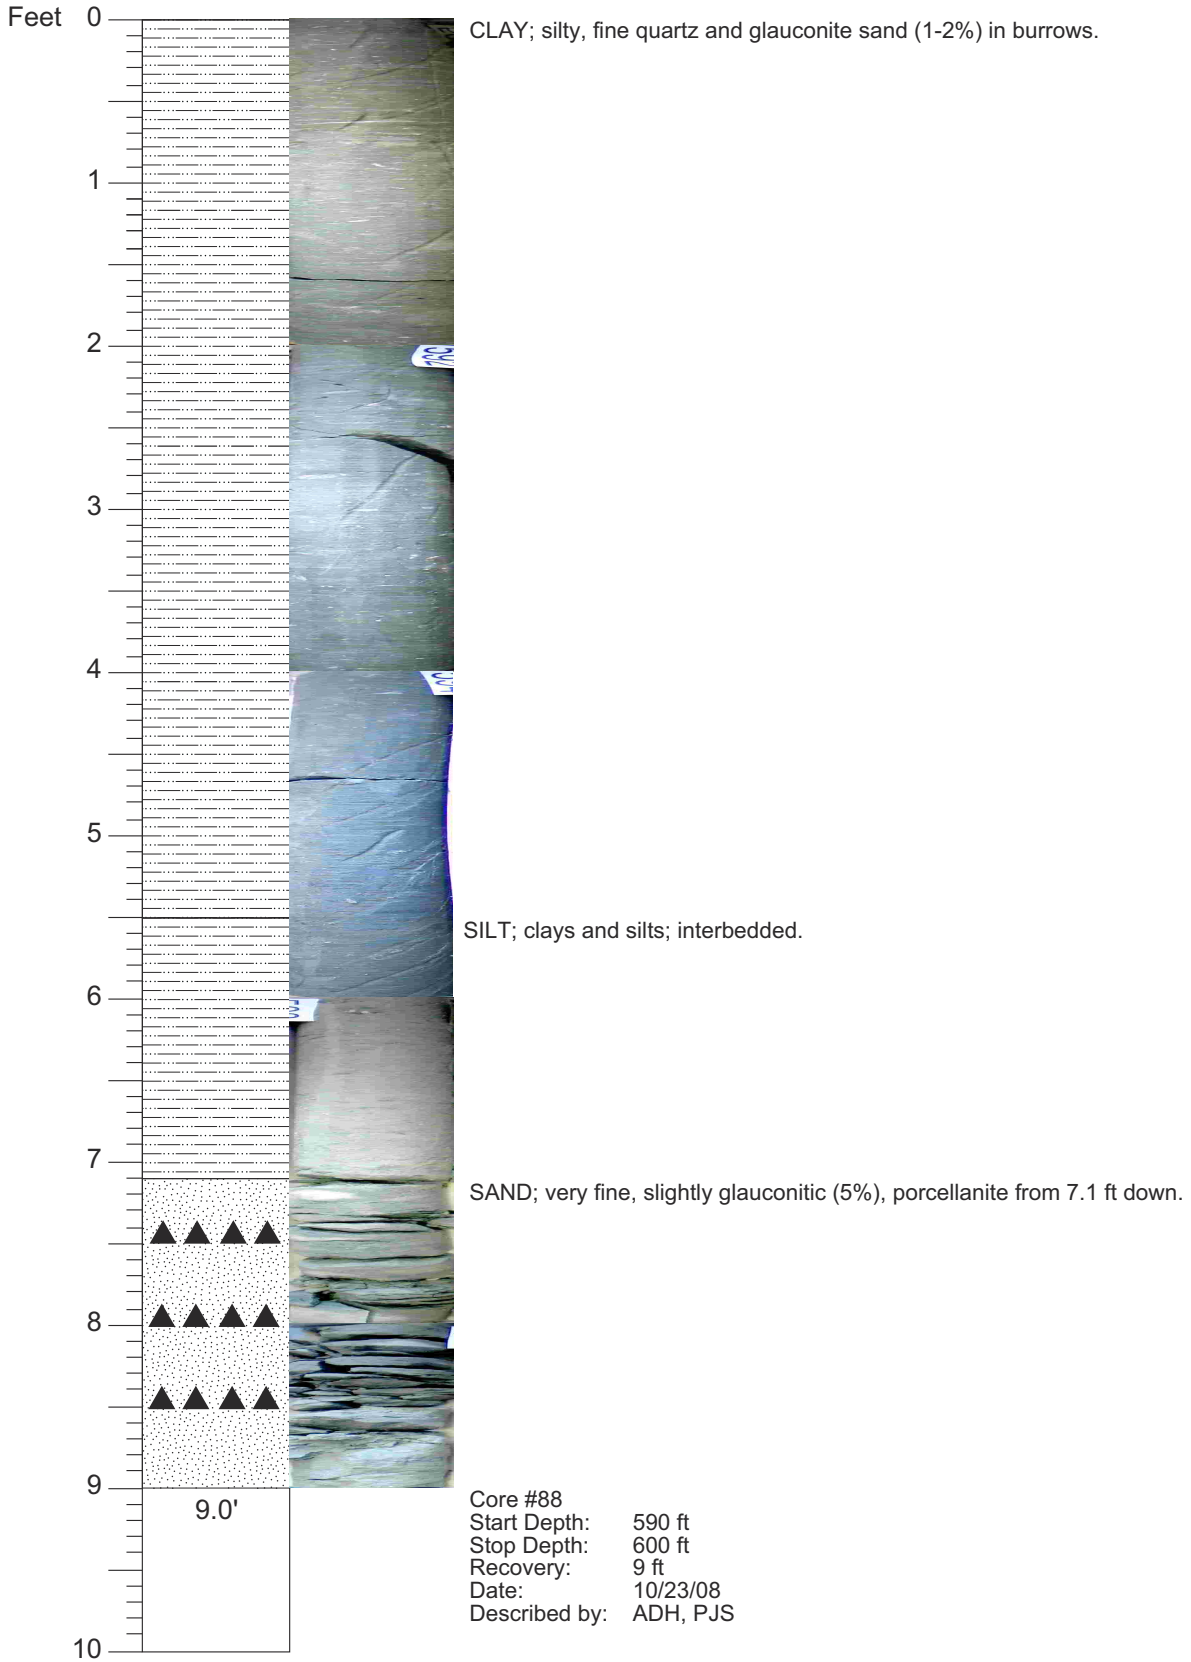 Feet
0
CLAY; silty, fine quartz and glauconite sand (1-2%) in burrows.
1
2
592
3
4
5
SILT; clays and silts; interbedded.
6
7
SAND; very fine, slightly glauconitic (5%), porcellanite from 7.1 ft down.
8
9
9.0'
Core #88
Start Depth: 590 ft
Stop Depth: 600 ft
Recovery: 9 ft
Date: 10/23/08
Described by: ADH, PJS
10